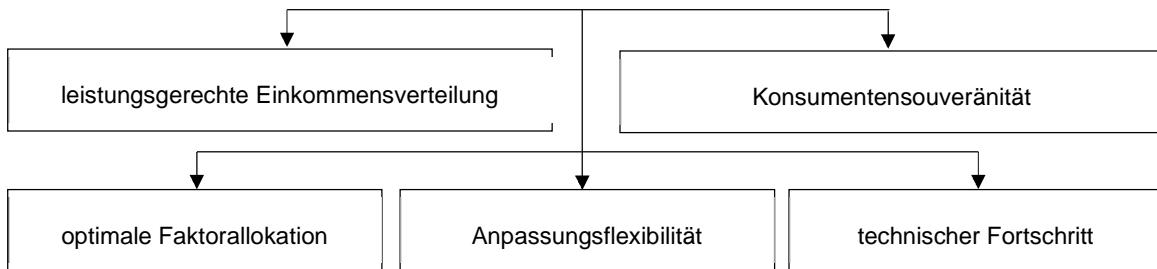 leistungsgerechte Einkommensverteilung
Konsumentensouveränität
optimale Faktorallokation
Anpassungsflexibilität
technischer Fortschritt